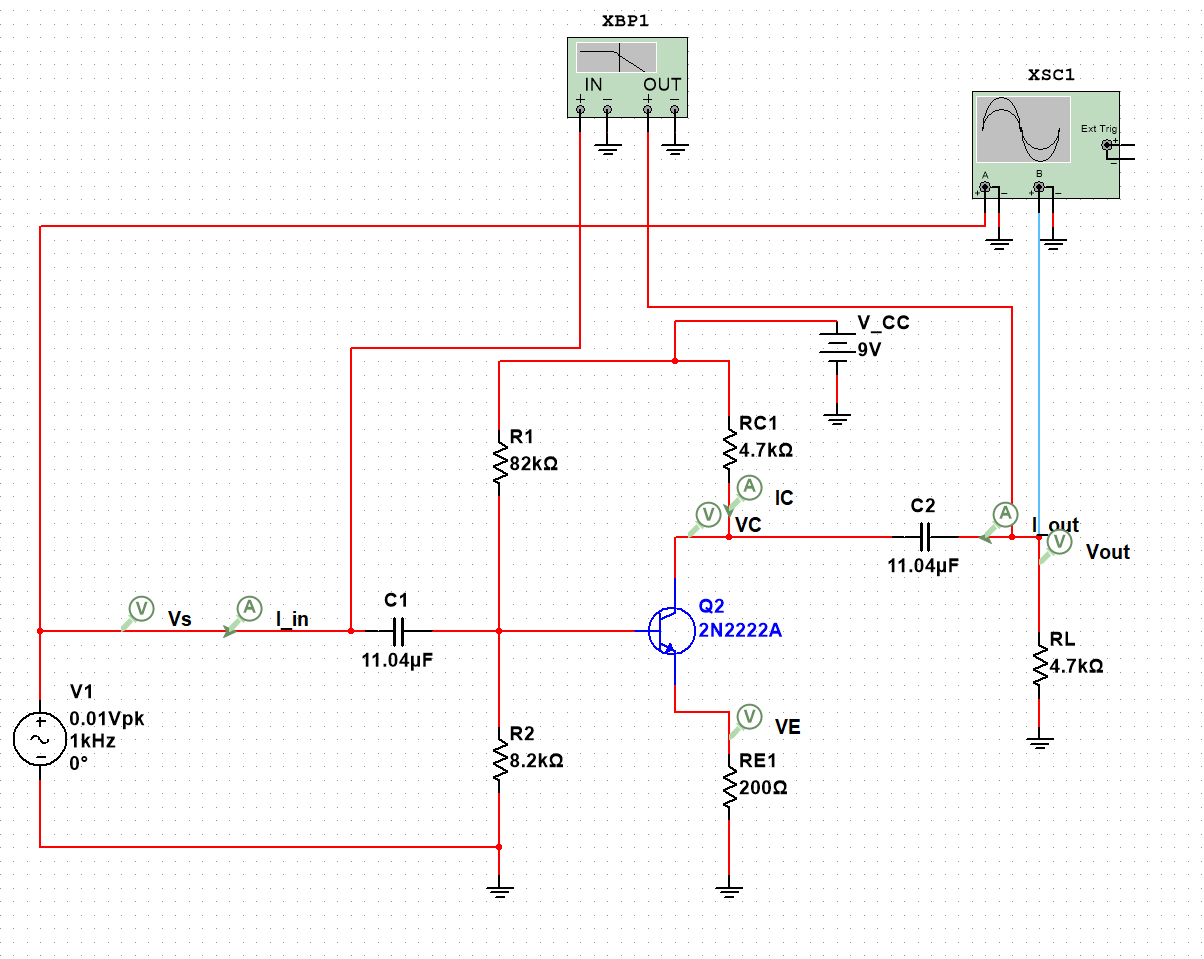 XBP1
IN OUT
+ − + −
XSC1
Ext Trig
+
−
A B
+ − + −
V_CC
9V
R1
82kΩ
RC1
4.7kΩ
A
IC
V
VC
C2
11.04µF
A
I_out
V
Vout
V
Vs
A
I_in
C1
11.04µF
Q2
2N2222A
RL
4.7kΩ
V1
0.01Vpk
1kHz
0°
V
VE
R2
8.2kΩ
RE1
200Ω